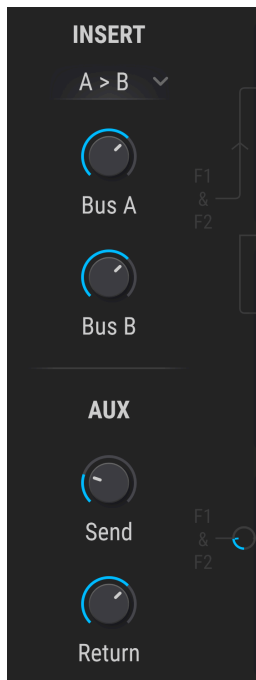 INSERT
A > B
Bus A
F1
&
F2
Bus B
AUX
Send
F1
&
F2
Return